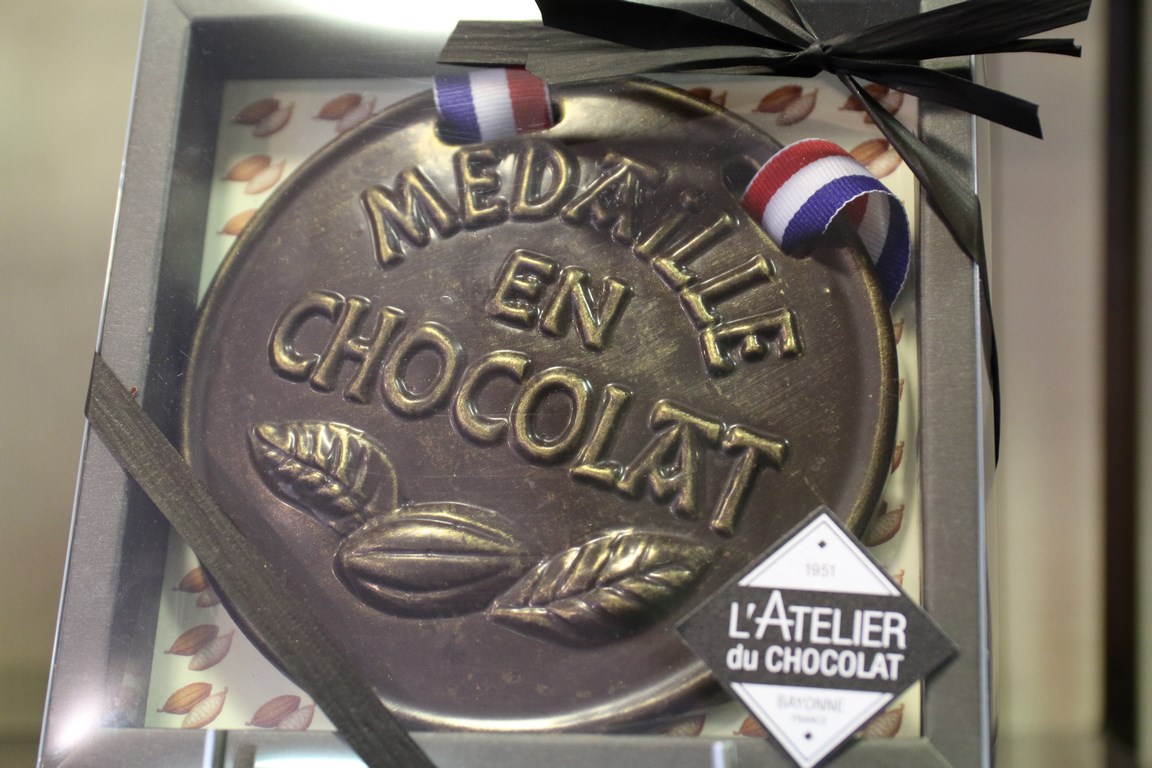 MEDAiLLE
EN
CHOCOLAT
1951
L'ATELIER
du CHOCOLAT
BAYONNE
FRANCE